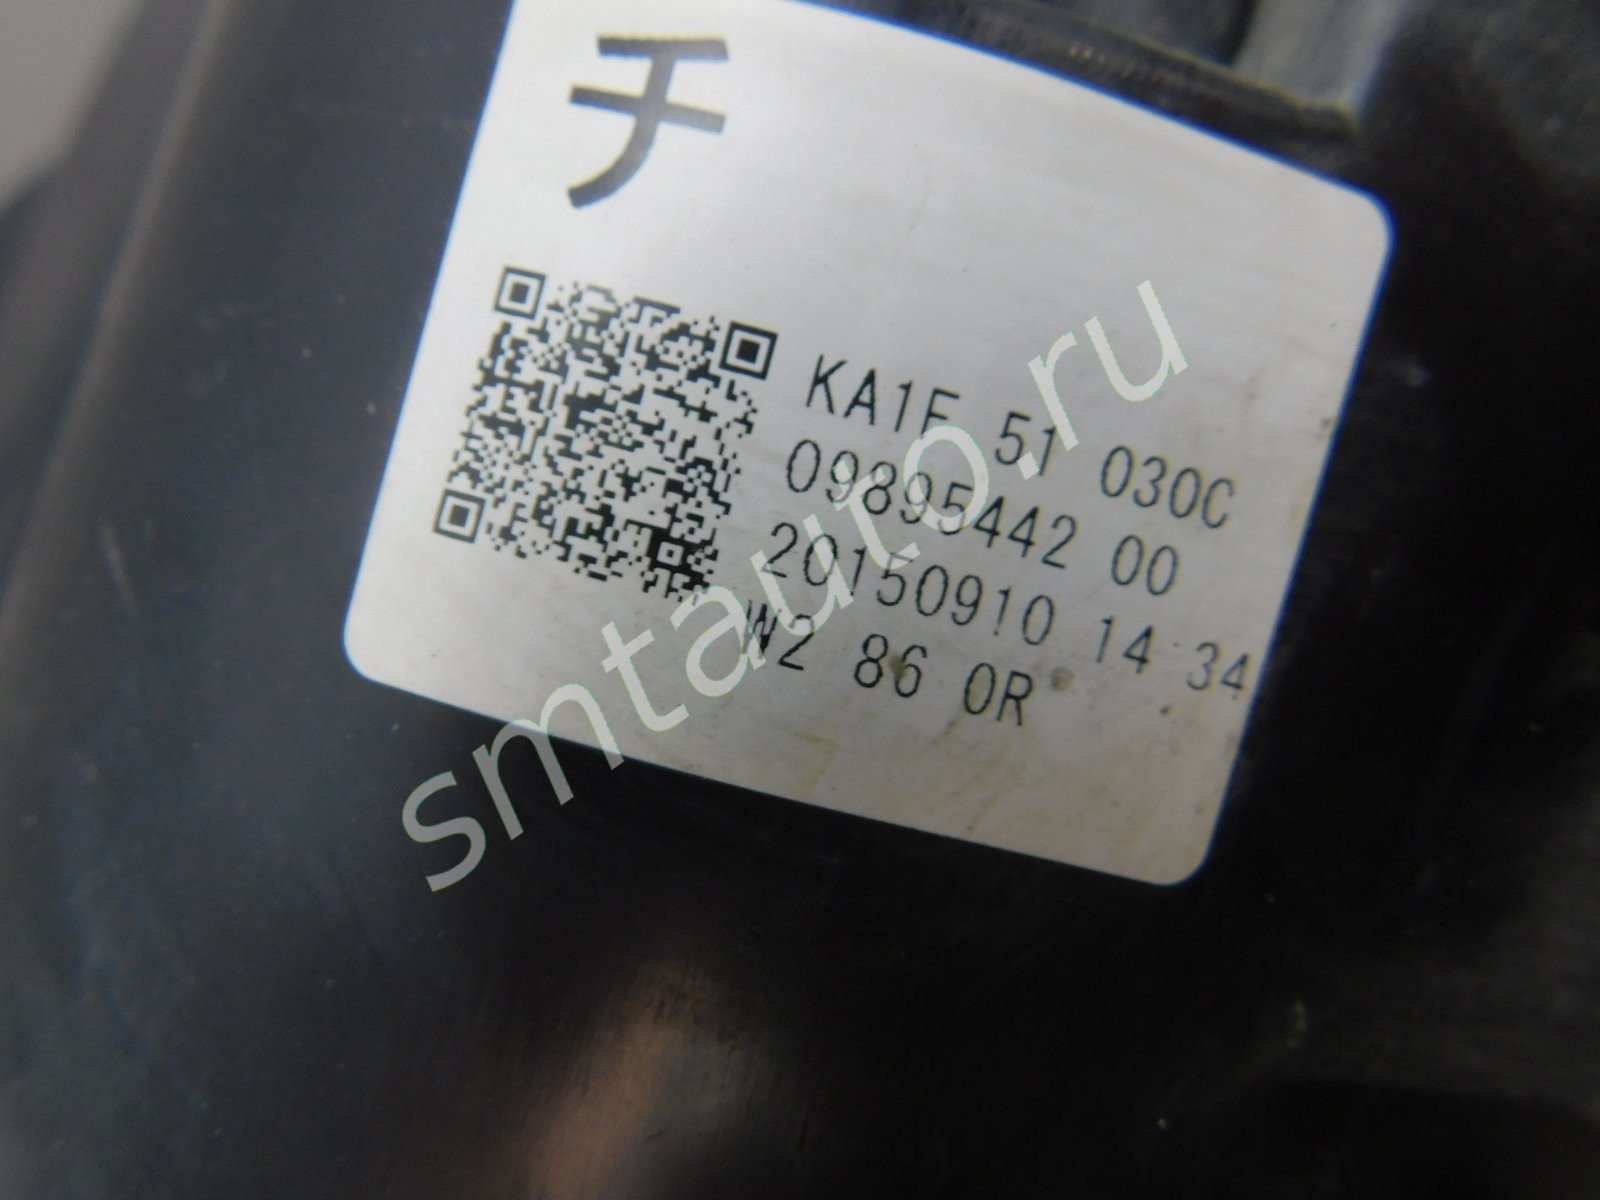 チ
KA1F 51 030C
09895442 00
20150910 14 34
W2 86 0R
smtauto.ru